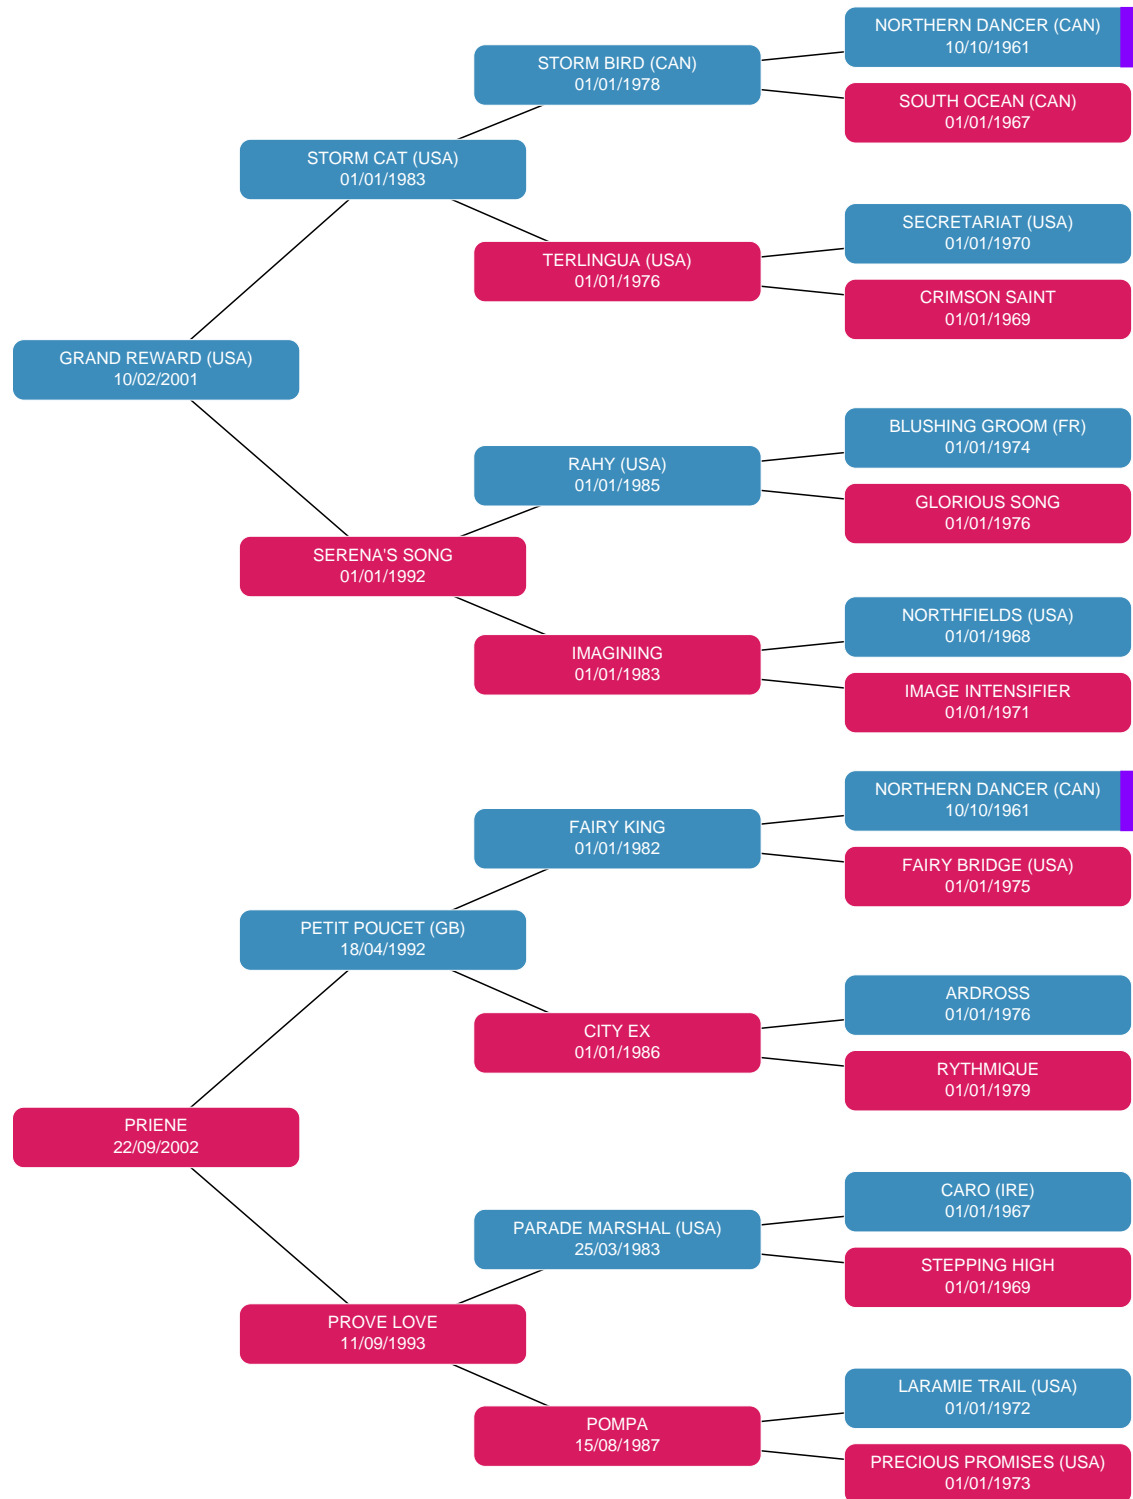 NORTHERN DANCER (CAN)
10/10/1961
STORM BIRD (CAN)
01/01/1978
SOUTH OCEAN (CAN)
01/01/1967
STORM CAT (USA)
01/01/1983
SECRETARIAT (USA)
01/01/1970
TERLINGUA (USA)
01/01/1976
CRIMSON SAINT
01/01/1969
GRAND REWARD (USA)
10/02/2001
BLUSHING GROOM (FR)
01/01/1974
RAHY (USA)
01/01/1985
GLORIOUS SONG
01/01/1976
SERENA'S SONG
01/01/1992
NORTHFIELDS (USA)
01/01/1968
IMAGINING
01/01/1983
IMAGE INTENSIFIER
01/01/1971
NORTHERN DANCER (CAN)
10/10/1961
FAIRY KING
01/01/1982
FAIRY BRIDGE (USA)
01/01/1975
PETIT POUCET (GB)
18/04/1992
ARDROSS
01/01/1976
CITY EX
01/01/1986
RYTHMIQUE
01/01/1979
PRIENE
22/09/2002
CARO (IRE)
01/01/1967
PARADE MARSHAL (USA)
25/03/1983
STEPPING HIGH
01/01/1969
PROVE LOVE
11/09/1993
LARAMIE TRAIL (USA)
01/01/1972
POMPA
15/08/1987
PRECIOUS PROMISES (USA)
01/01/1973